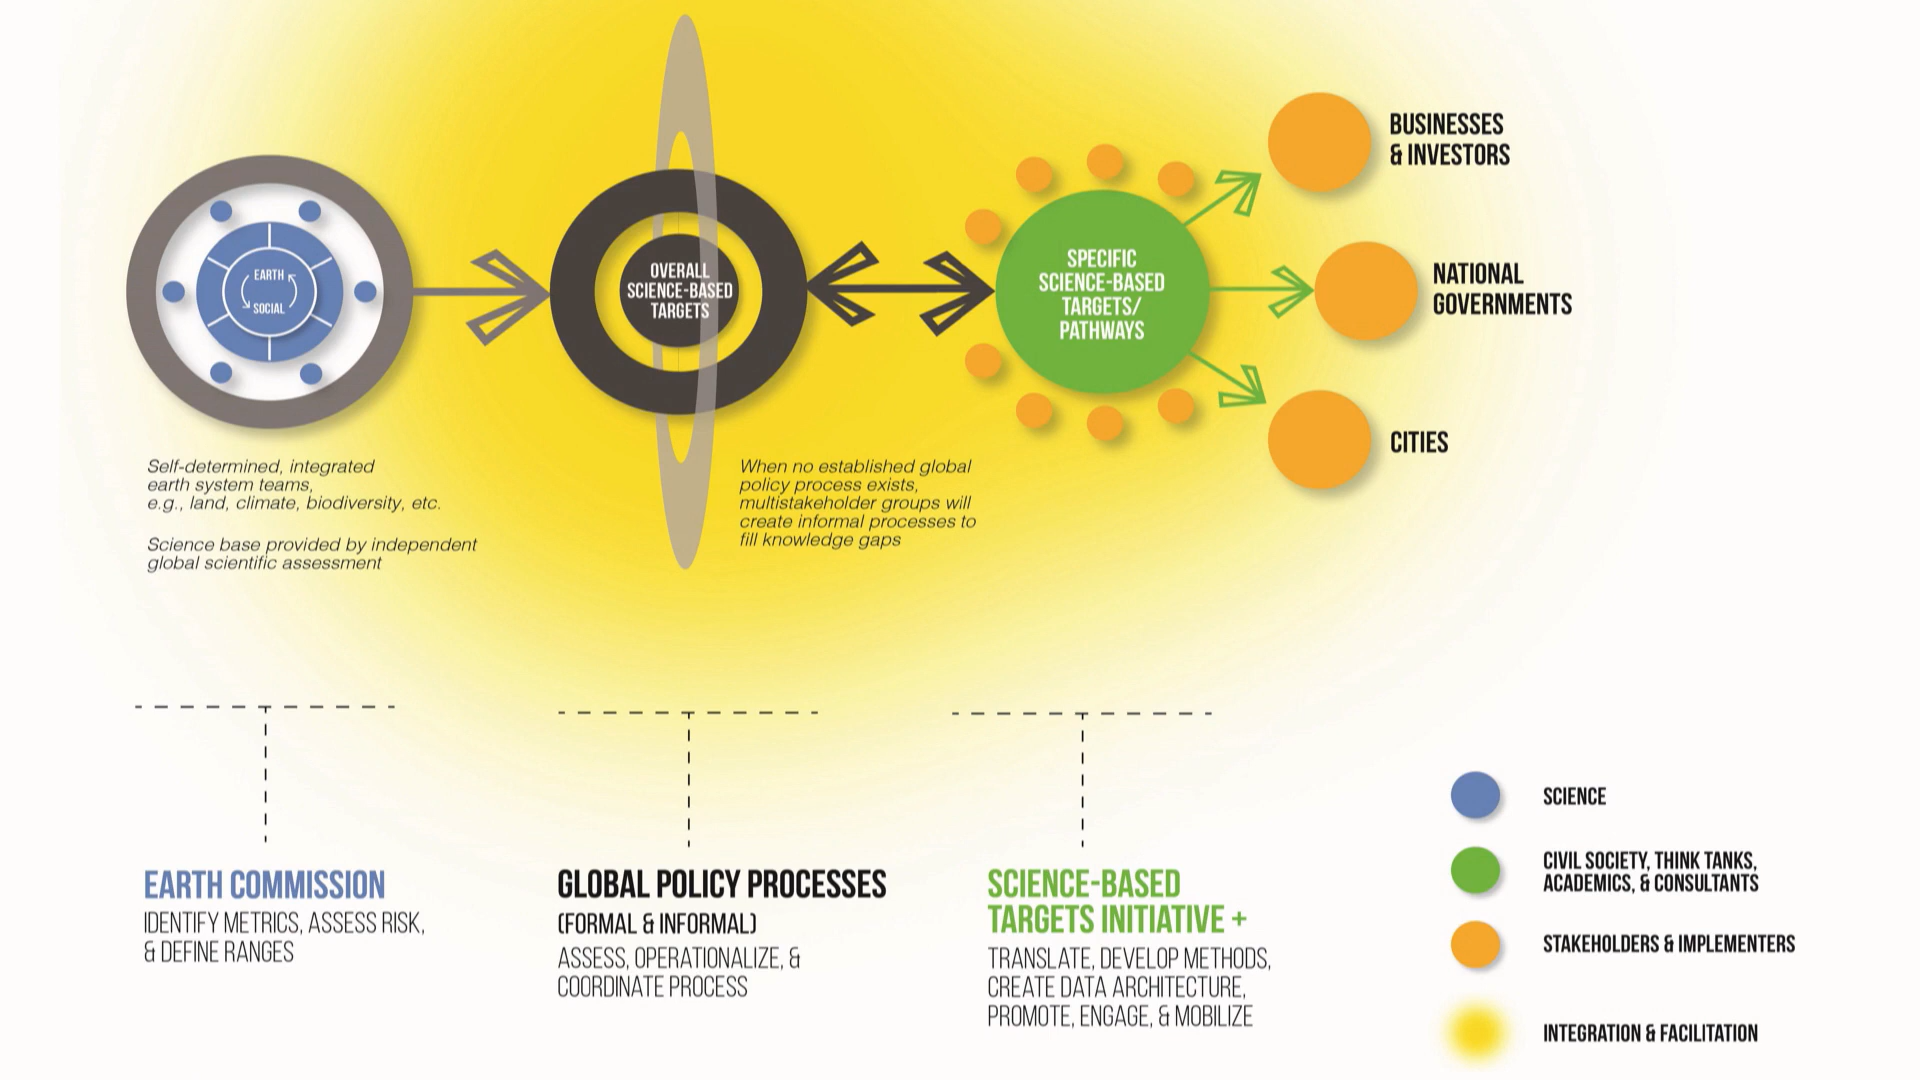 EARTH
SOCIAL
OVERALL
SCIENCE-BASED
TARGETS
SPECIFIC
SCIENCE-BASED
TARGETS/
PATHWAYS
BUSINESSES
& INVESTORS
NATIONAL
GOVERNMENTS
CITIES
Self-determined, integrated
earth system teams,
e.g., land, climate, biodiversity, etc.
Science base provided by independent
global scientific assessment
When no established global
policy process exists,
multistakeholder groups will
create informal processes to
fill knowledge gaps
EARTH COMMISSION
IDENTIFY METRICS, ASSESS RISK,
& DEFINE RANGES
GLOBAL POLICY PROCESSES
(FORMAL & INFORMAL)
ASSESS, OPERATIONALIZE, &
COORDINATE PROCESS
SCIENCE-BASED
TARGETS INITIATIVE +
TRANSLATE, DEVELOP METHODS,
CREATE DATA ARCHITECTURE,
PROMOTE, ENGAGE, & MOBILIZE
SCIENCE
CIVIL SOCIETY, THINK TANKS,
ACADEMICS, & CONSULTANTS
STAKEHOLDERS & IMPLEMENTERS
INTEGRATION & FACILITATION